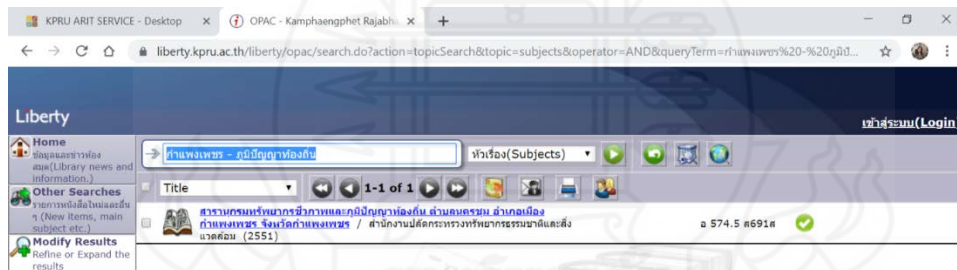 KPRU ARIT SERVICE - Desktop
OPAC - Kamphaengphet Rajabha
liberty.kpru.ac.th/liberty/opac/search.do?action=topicSearch&topic=subjects&operator=AND&queryTerm=กำแพงเพชร%20-%20ภูมิปั...
Liberty
เข้าสู่ระบบ(Login
Home
ข้อมูลและข่าวห้อง
สมุด(Library news and
information.)
Other Searches
รายการหนังสือใหม่และอื่น
ๆ (New items, main
subject etc.)
Modify Results
Refine or Expand the
results
กำแพงเพชร - ภูมิปัญญาท้องถิ่น
หัวเรื่อง(Subjects)
Title
1-1 of 1
สารานุกรมทรัพยากรชีวภาพและภูมิปัญญาท้องถิ่น ตำบลนครชุม อำเภอเมือง
กำแพงเพชร จังหวัดกำแพงเพชร / สำนักงานปลัดกระทรวงทรัพยากรธรรมชาติและสิ่ง
แวดล้อม (2551)
อ 574.5 ส691ส